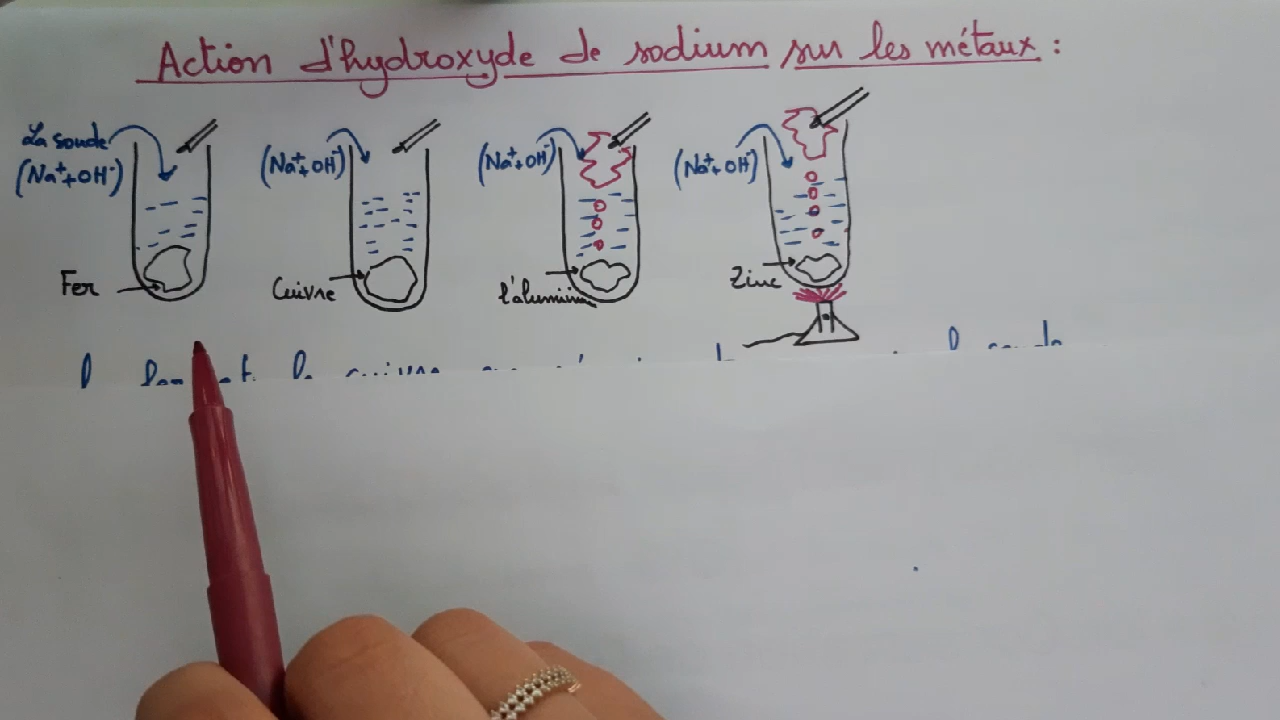 Action d'hydroxyde de sodium sur les métaux :
La soude
(Na⁺+OH⁻)
(Na⁺+OH⁻)
(Na⁺+OH⁻)
(Na⁺+OH⁻)
Fer
Cuivre
l'aluminium
Zinc